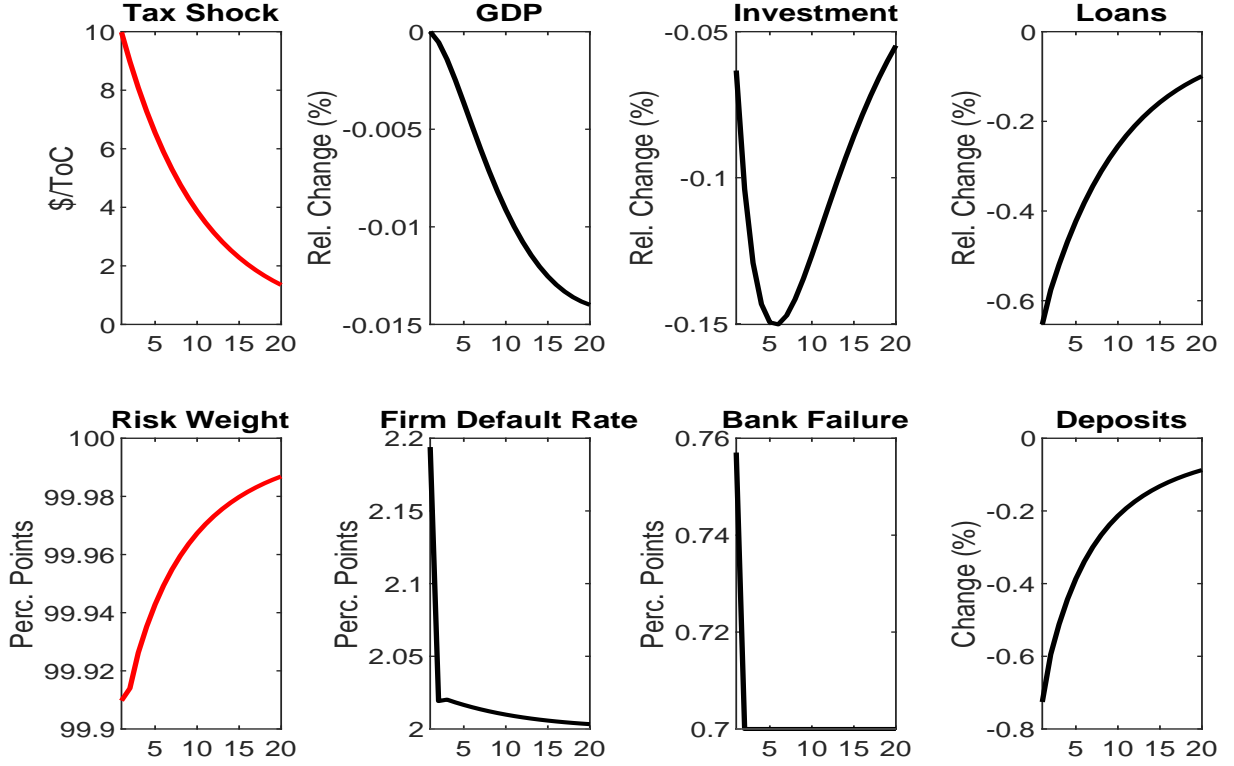 Tax Shock
GDP
Investment
Loans
$/ToC
10
8
6
4
2
0
5 10 15 20
Rel. Change (%)
0
-0.005
-0.01
-0.015
5 10 15 20
Rel. Change (%)
-0.05
-0.1
-0.15
5 10 15 20
Rel. Change (%)
0
-0.2
-0.4
-0.6
5 10 15 20
Risk Weight
Firm Default Rate
Bank Failure
Deposits
Perc. Points
100
99.98
99.96
99.94
99.92
99.9
5 10 15 20
Perc. Points
2.2
2.15
2.1
2.05
2
5 10 15 20
Perc. Points
0.76
0.74
0.72
0.7
5 10 15 20
Change (%)
0
-0.2
-0.4
-0.6
-0.8
5 10 15 20